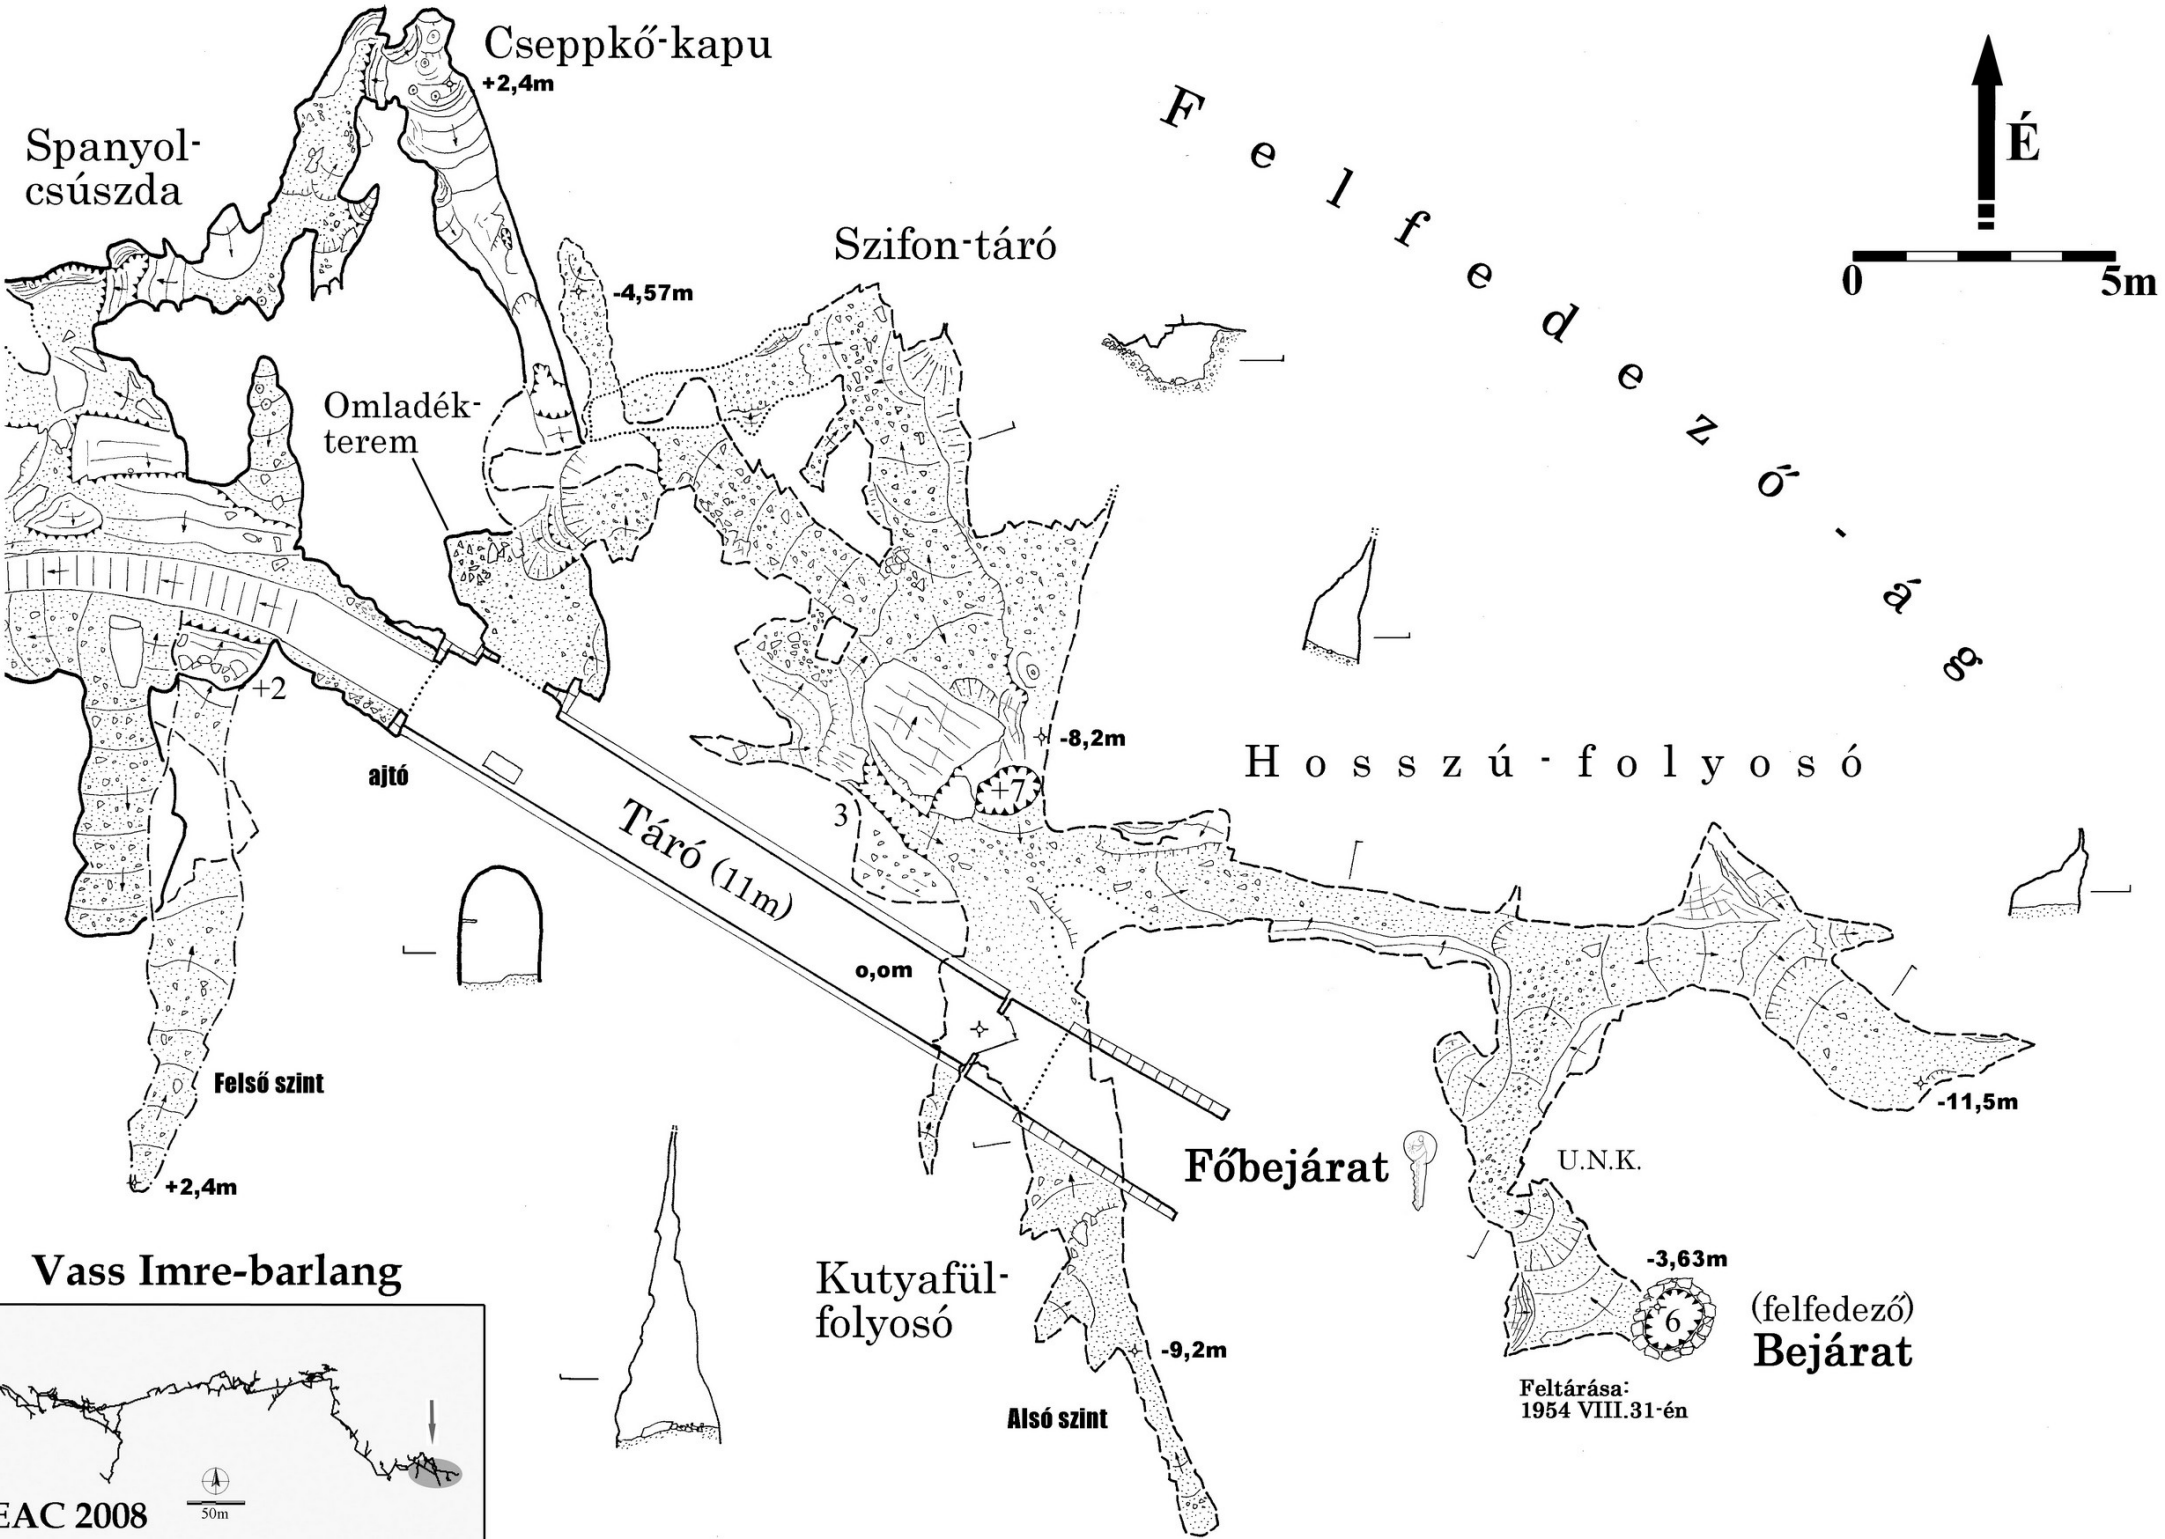 Cseppkő-kapu
+2,4m
Spanyol-
csúszda
Felfedező-ág
É
0 5m
Szifon-táró
-4,57m
Omladék-
terem
+2
ajtó
Táró (11m)
3
+7
-8,2m
Hosszú-folyosó
0,0m
Felső szint
+2,4m
-11,5m
Főbejárat
U.N.K.
Kutyafül-
folyosó
-9,2m
Alsó szint
-3,63m
6
(felfedező)
Bejárat
Feltárása:
1954 VIII.31-én
Vass Imre-barlang
50m
EAC 2008